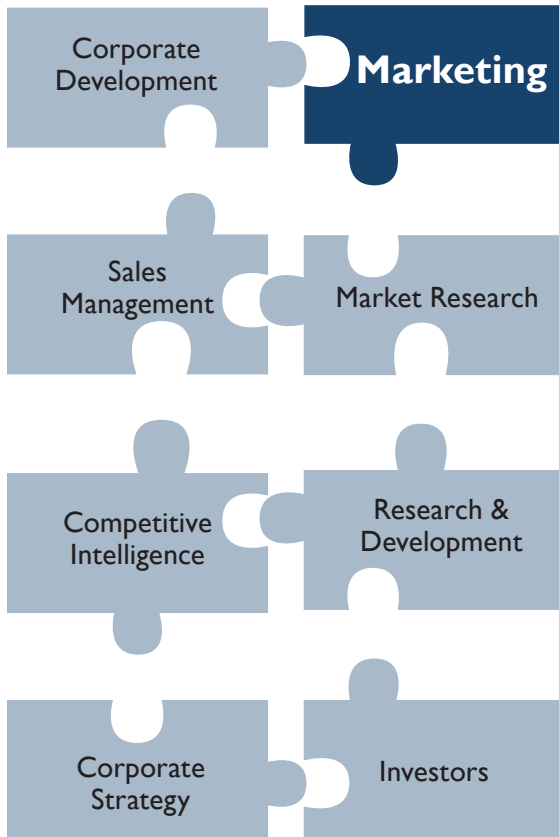 Corporate
Development
Marketing
Sales
Management
Market Research
Competitive
Intelligence
Research &
Development
Corporate
Strategy
Investors